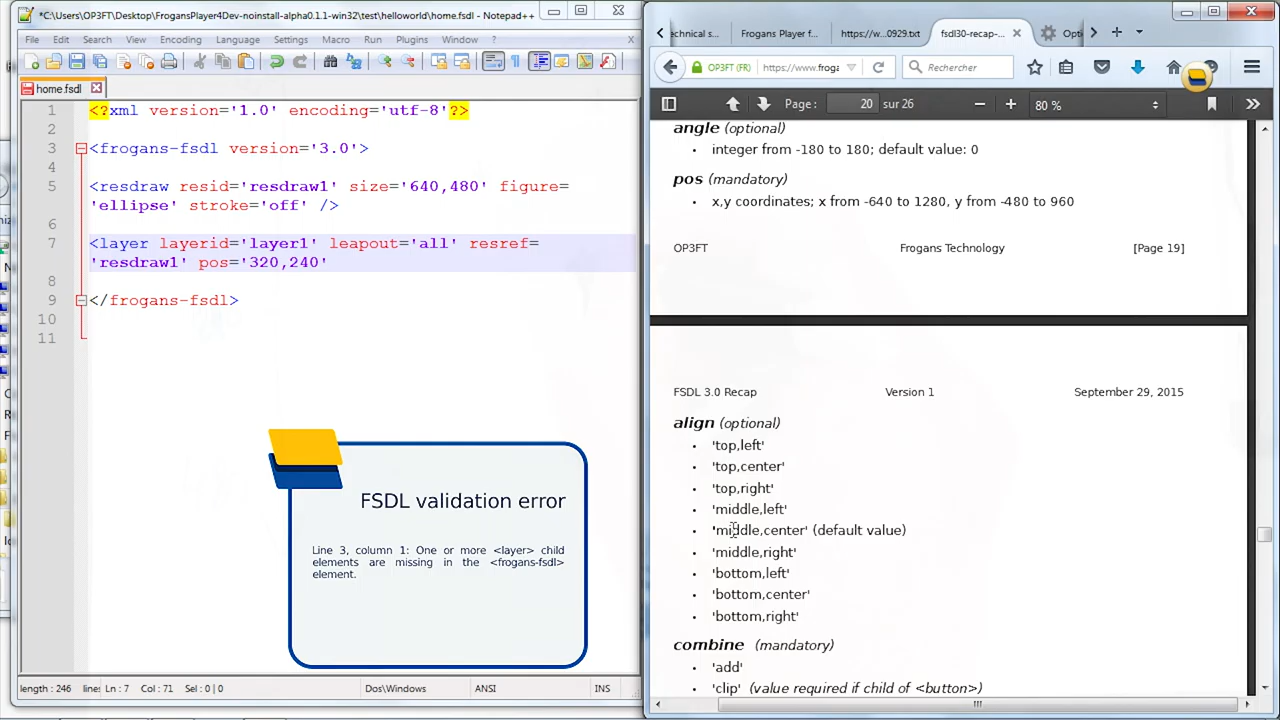 *C:\Users\OP3FT\FrogansPlayer4Dev-noinstall-alpha0.1.1-win32\test\helloworld\home.fsdl - Notepad++
File Edit Search View Encoding Language Settings Macro Run Plugins Window ? X
home.fsdl
1 <?xml version='1.0' encoding='utf-8'?>
2
3 <frogans-fsdl version='3.0'>
4
5 <resdraw resid='resdraw1' size='640,480' figure=
'ellipse' stroke='off' />
6
7 <layer layerid='layer1' leapout='all' resref=
'resdraw1' pos='320,240'
8
9 </frogans-fsdl>
10
11
FSDL validation error
Line 3, column 1: One or more <layer> child
elements are missing in the <frogans-fsdl>
element.
length : 246 lines Ln : 7 Col : 71 Sel : 0 | 0 Dos\Windows ANSI INS
echnical s... Frogans Player f... https://w...0929.txt fsdl30-recap-... Opti
OP3FT (FR) https://www.froga Rechercher
Page : 20 sur 26 80 %
angle (optional)
• integer from -180 to 180; default value: 0
pos (mandatory)
• x,y coordinates; x from -640 to 1280, y from -480 to 960
OP3FT Frogans Technology [Page 19]
FSDL 3.0 Recap Version 1 September 29, 2015
align (optional)
• 'top,left'
• 'top,center'
• 'top,right'
• 'middle,left'
• 'middle,center' (default value)
• 'middle,right'
• 'bottom,left'
• 'bottom,center'
• 'bottom,right'
combine (mandatory)
• 'add'
• 'clip' (value required if child of <button>)